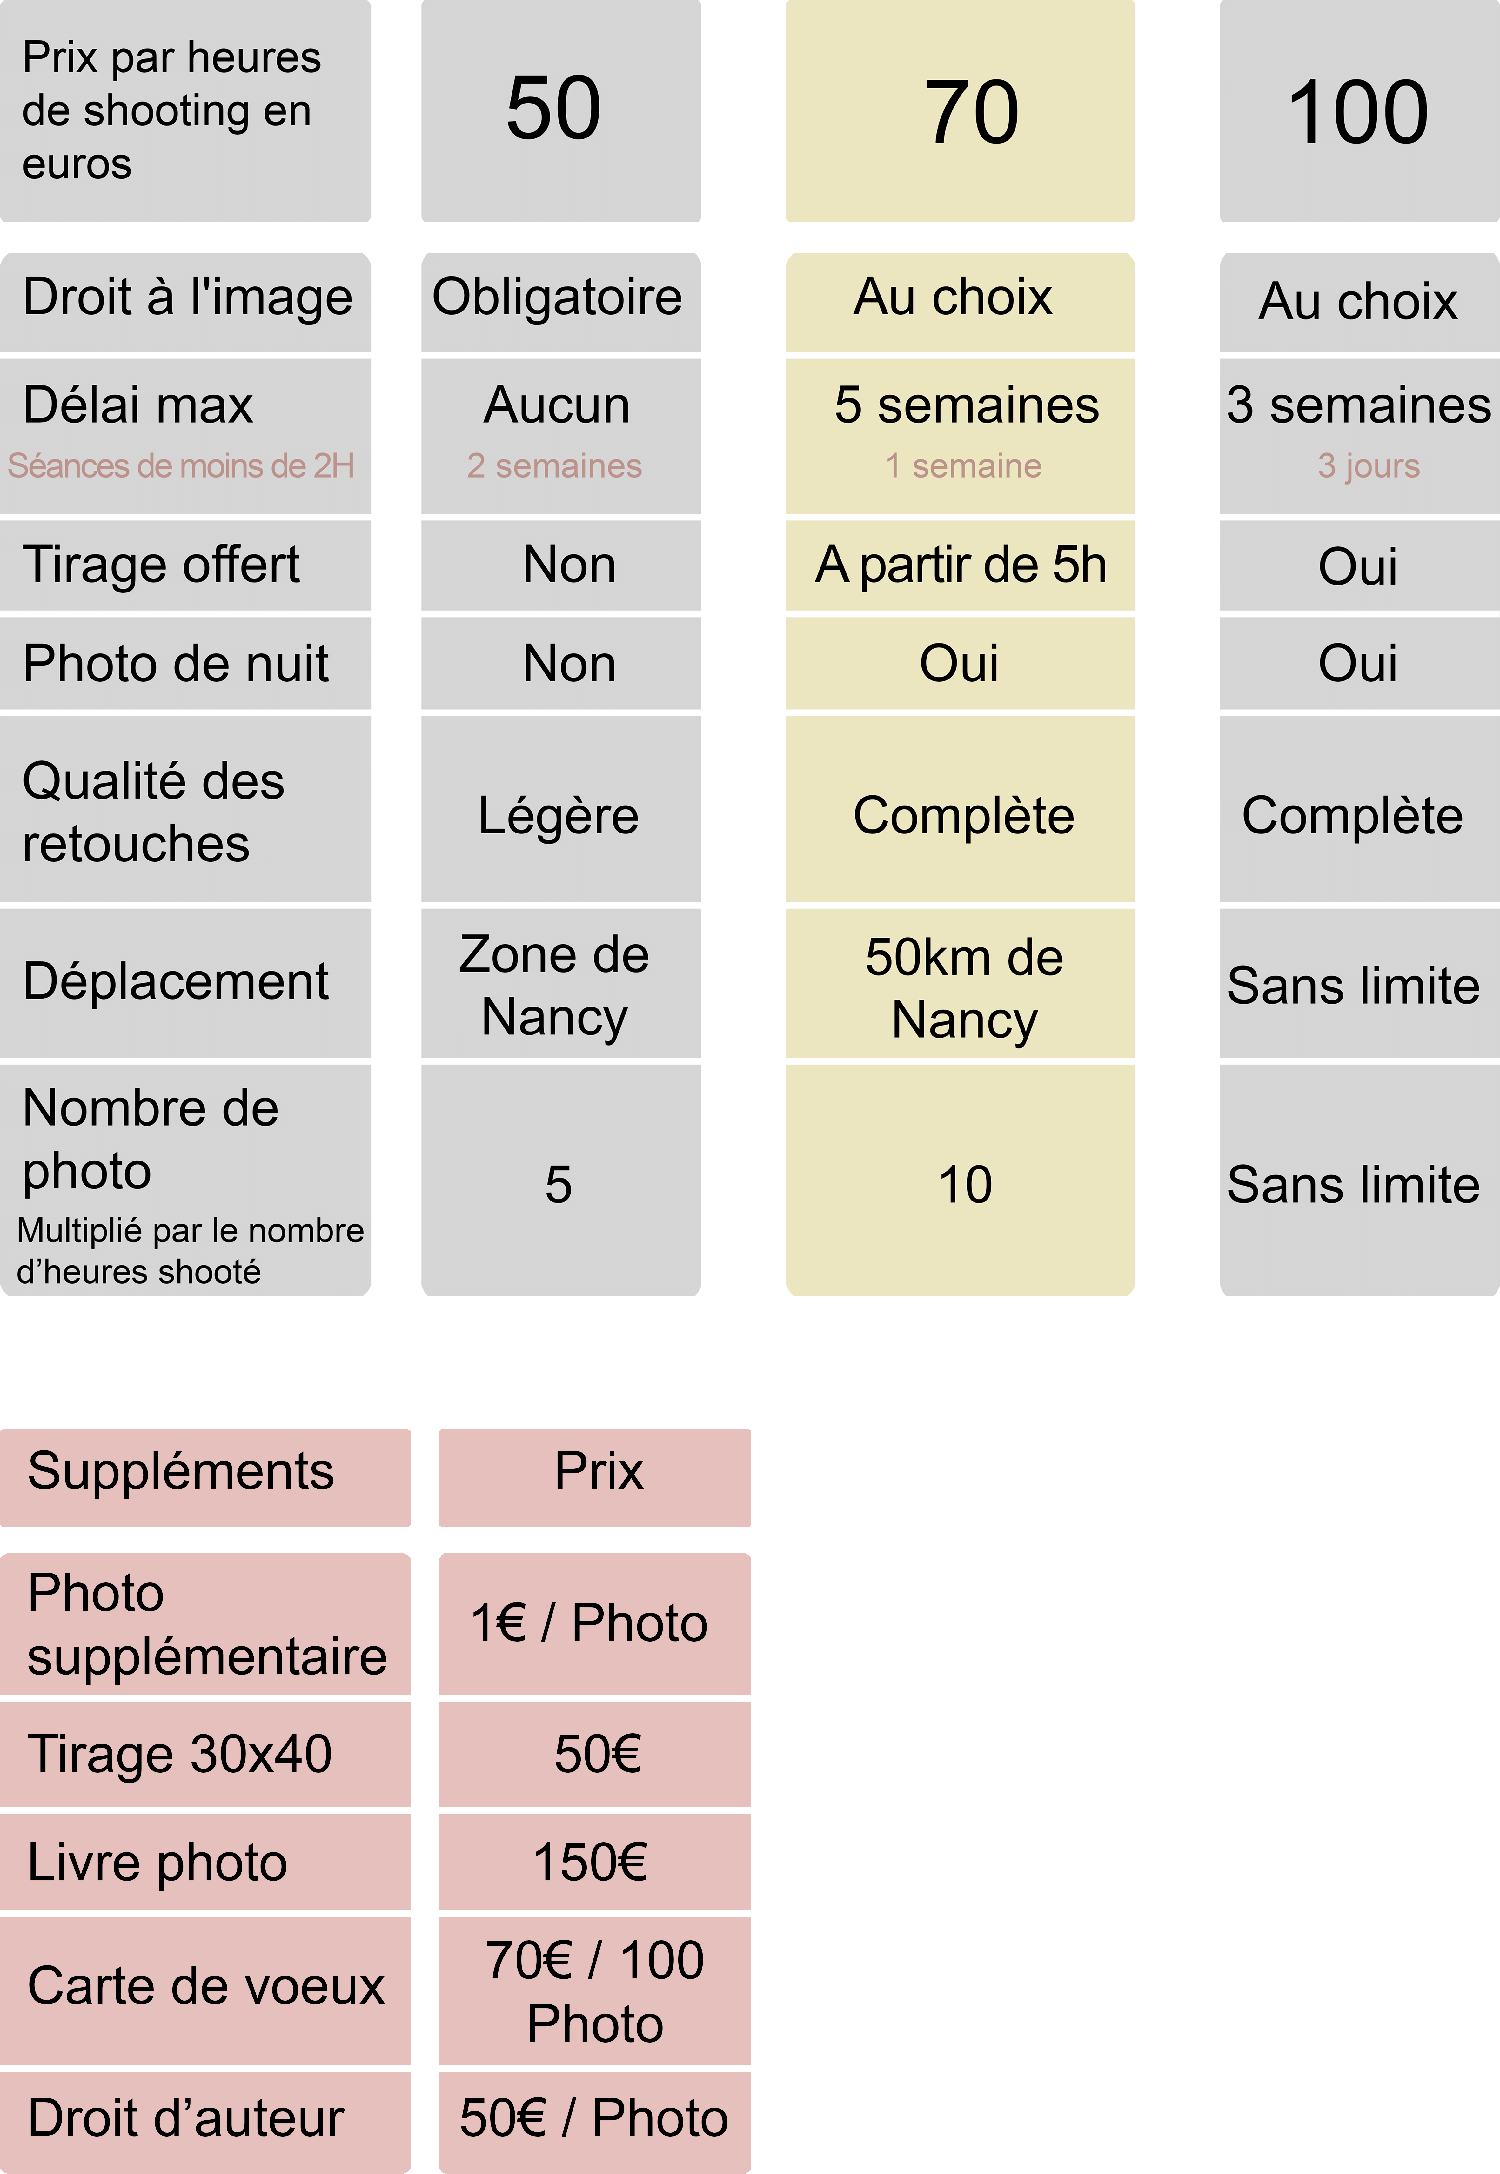 Prix par heures
de shooting en
euros
50
70
100
Droit à l'image
Obligatoire
Au choix
Au choix
Délai max
Aucun
5 semaines
3 semaines
Séances de moins de 2H
2 semaines
1 semaine
3 jours
Tirage offert
Non
A partir de 5h
Oui
Photo de nuit
Non
Oui
Oui
Qualité des
retouches
Légère
Complète
Complète
Déplacement
Zone de
Nancy
50km de
Nancy
Sans limite
Nombre de
photo
Multiplié par le nombre
d’heures shooté
5
10
Sans limite
Suppléments
Prix
Photo
supplémentaire
1€ / Photo
Tirage 30x40
50€
Livre photo
150€
Carte de voeux
70€ / 100
Photo
Droit d’auteur
50€ / Photo